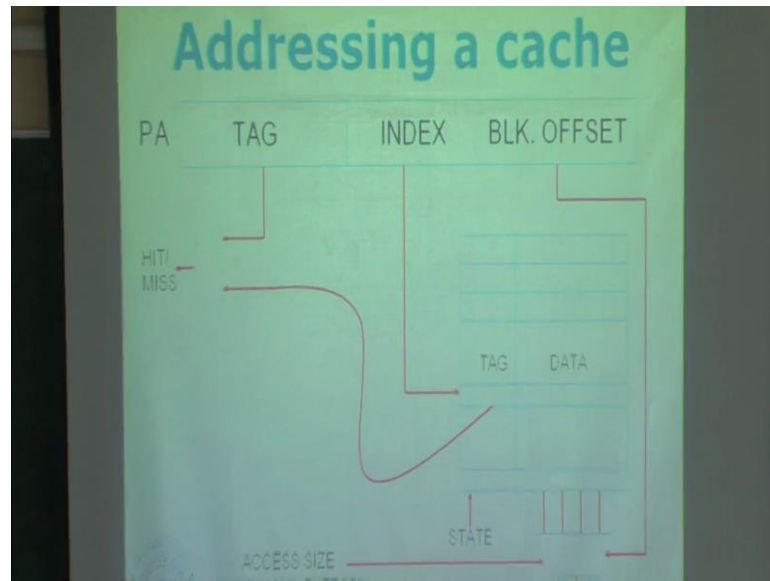 Addressing a cache
PA TAG INDEX BLK. OFFSET
HIT/
MISS
TAG DATA
STATE
ACCESS SIZE